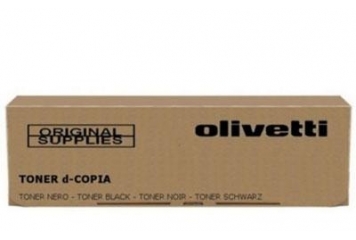 ORIGINAL
SUPPLIES
olivetti
TONER d-COPIA
TONER NERO - TONER BLACK - TONER NOIR - TONER SCHWARZ